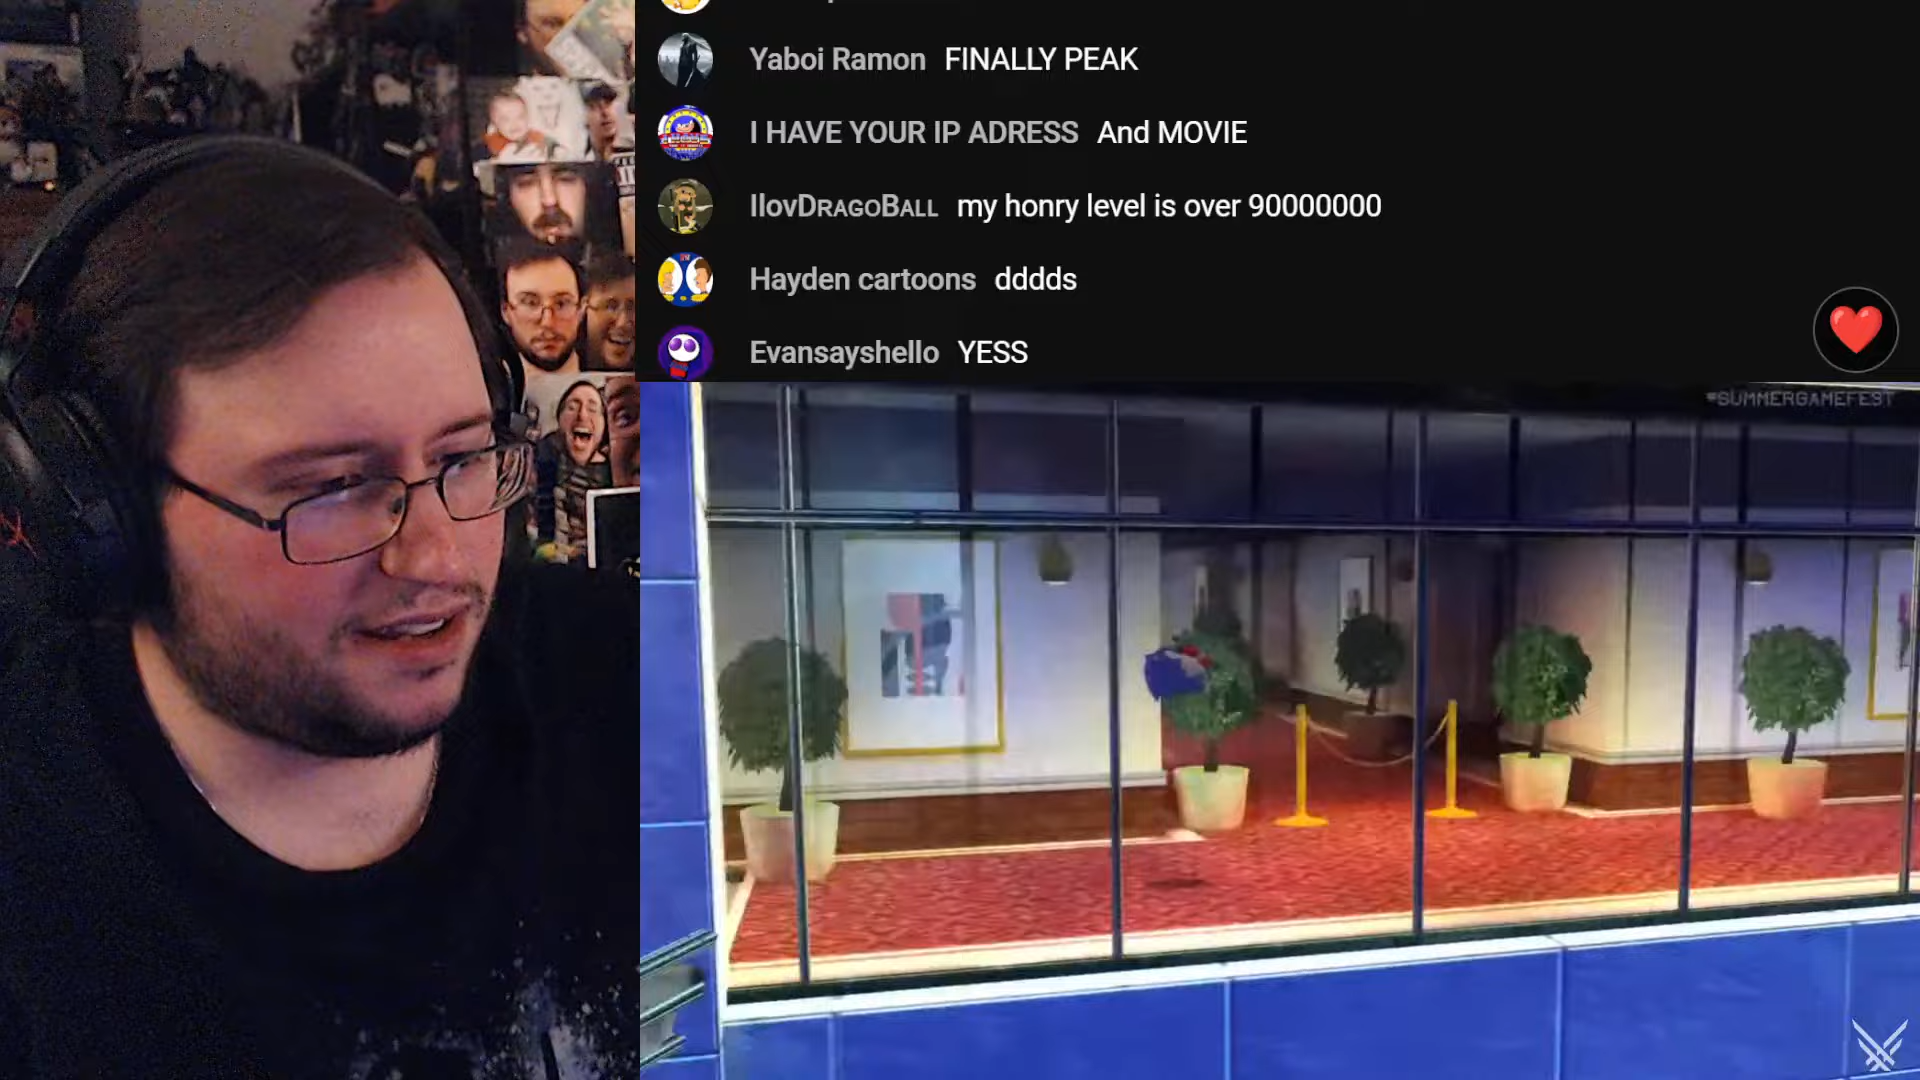 Yaboi Ramon FINALLY PEAK
I HAVE YOUR IP ADRESS And MOVIE
IlovDRAGOBALL my honry level is over 90000000
Hayden cartoons dddds
Evansayshello YESS
#SUMMERGAMEFEST